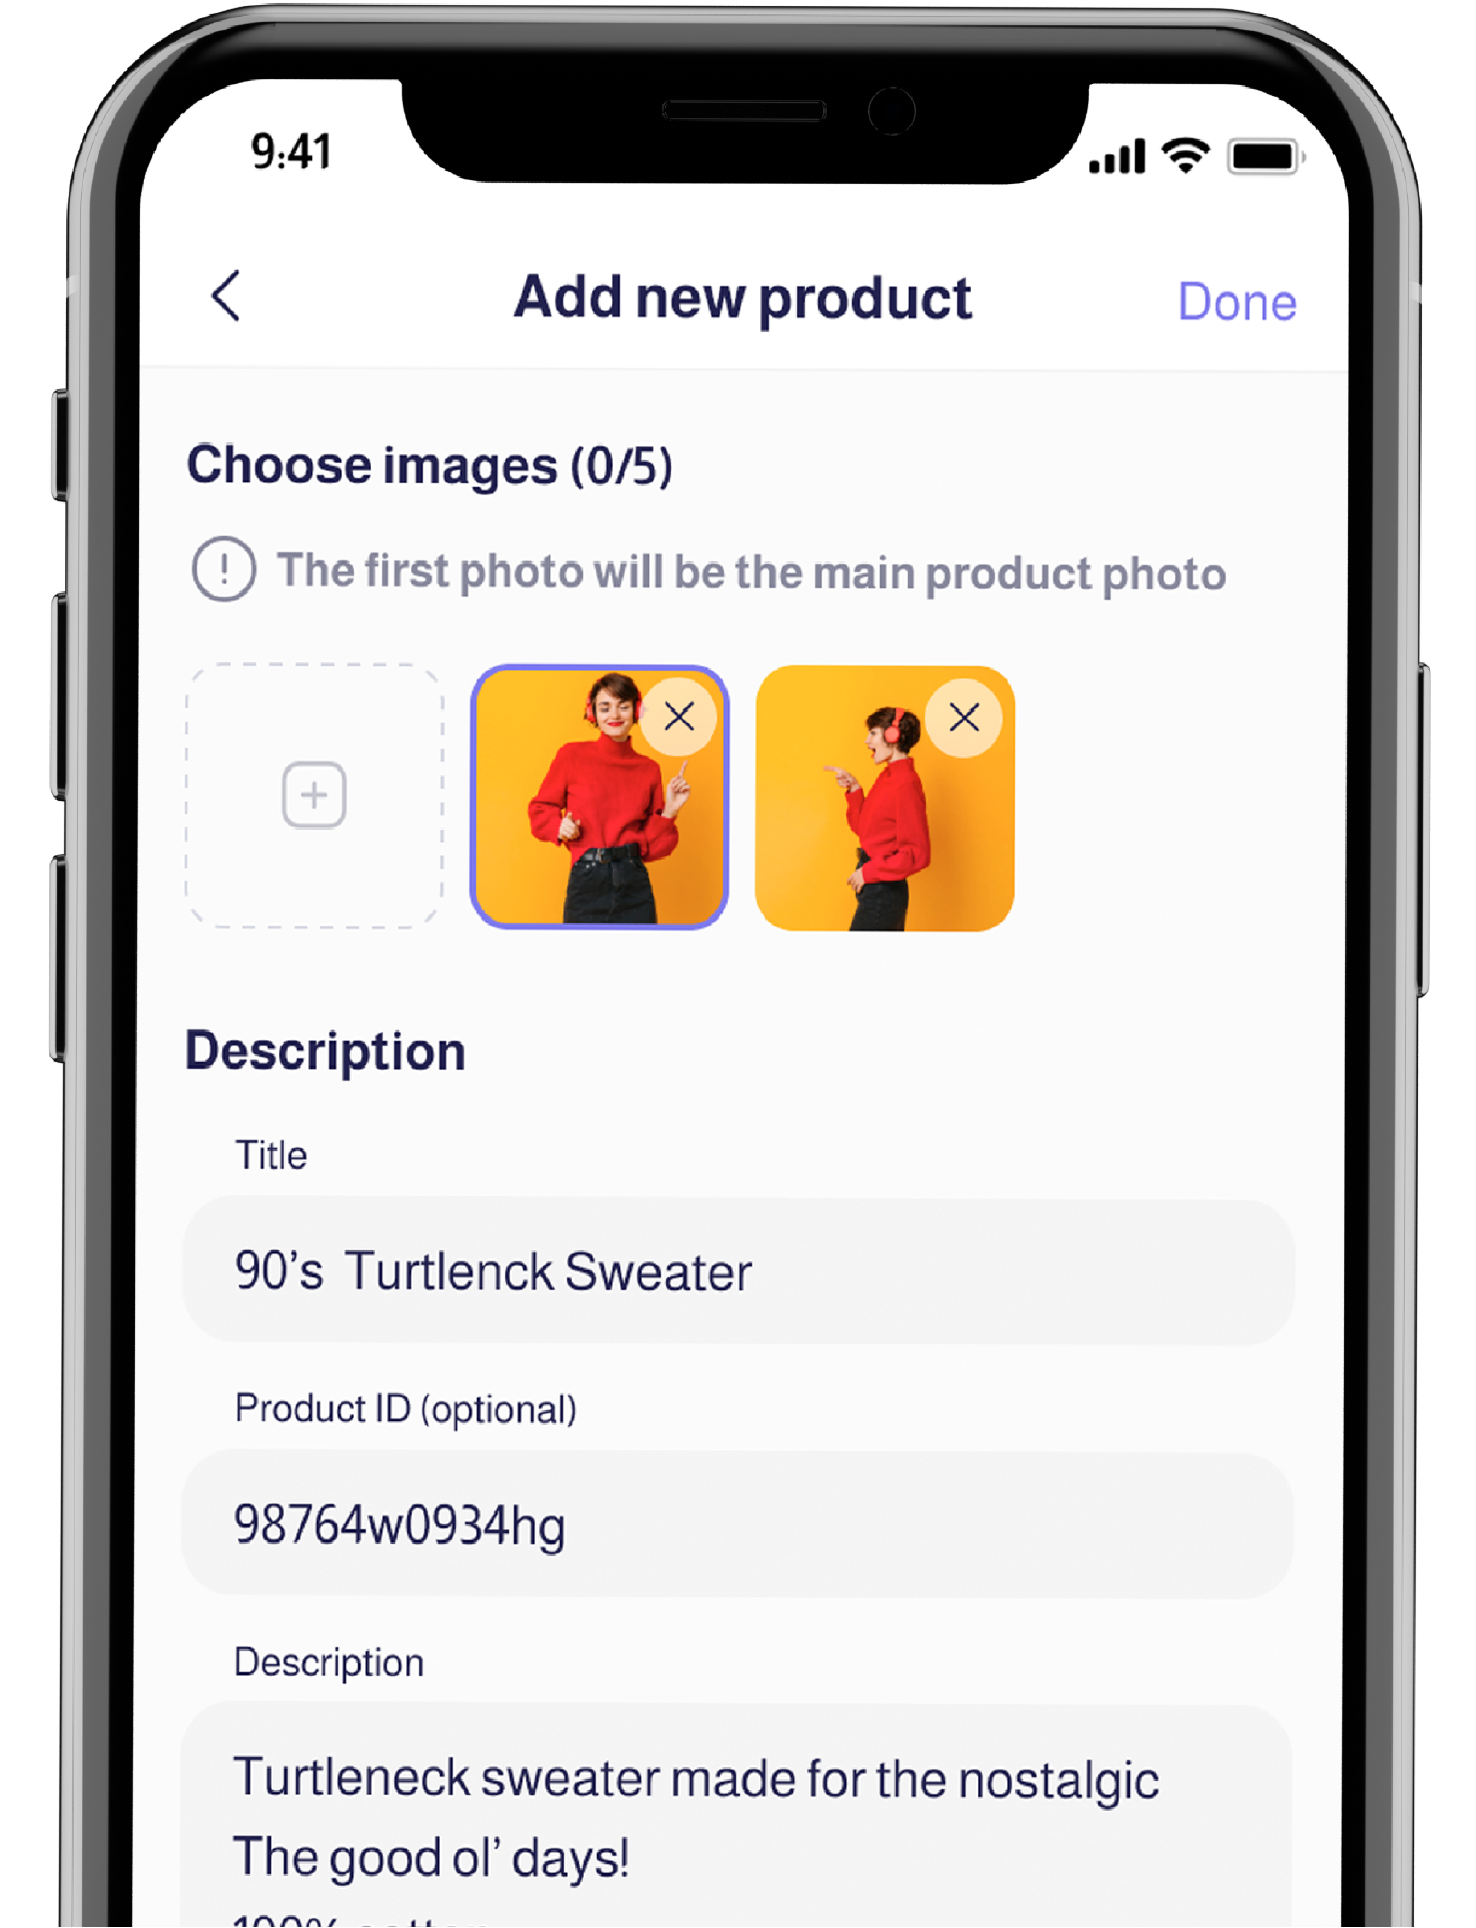 9:41
Add new product
Done
Choose images (0/5)
The first photo will be the main product photo
Description
Title
90’s Turtlenck Sweater
Product ID (optional)
98764w0934hg
Description
Turtleneck sweater made for the nostalgic
The good ol’ days!
100% cotton